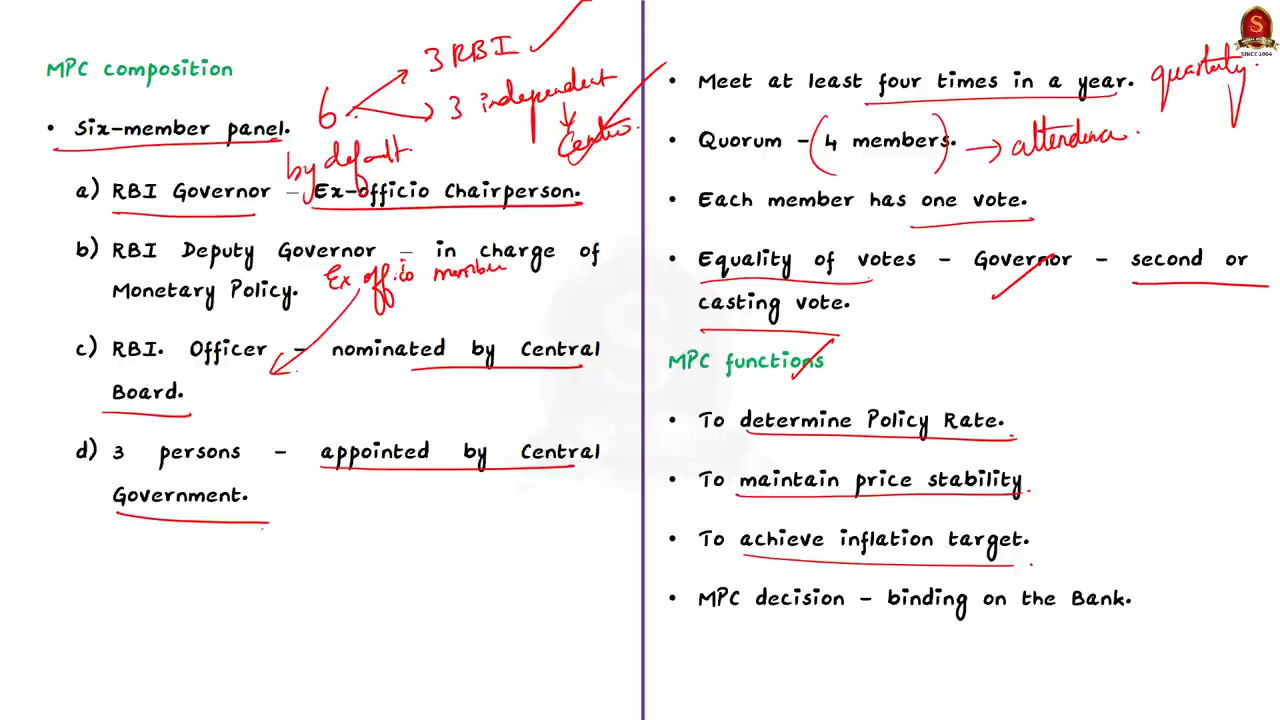 MPC composition
6
3 RBI
3 independent
Centre.
• Six-member panel.
by default
a) RBI Governor – Ex-officio Chairperson.
b) RBI Deputy Governor – in charge of
Monetary Policy.
Ex officio member
c) RBI. Officer – nominated by Central
Board.
d) 3 persons – appointed by Central
Government.
S
SINCE 2004
• Meet at least four times in a year.
quarterly.
• Quorum – (4 members). → attendence.
• Each member has one vote.
• Equality of votes – Governor – second or
casting vote.
MPC functions
• To determine Policy Rate.
• To maintain price stability.
• To achieve inflation target.
• MPC decision – binding on the Bank.